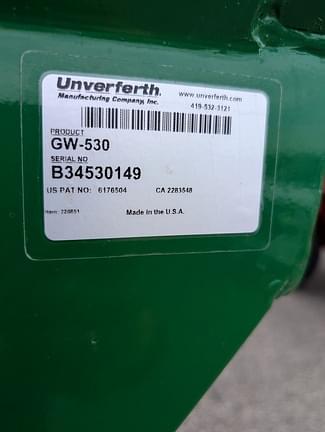 Unverferth
Manufacturing Company, Inc.
www.unverferth.com
419-532-3121
PRODUCT
GW-530
SERIAL NO
B34530149
US PAT NO: 6176504 CA 2283548
Made in the U.S.A.